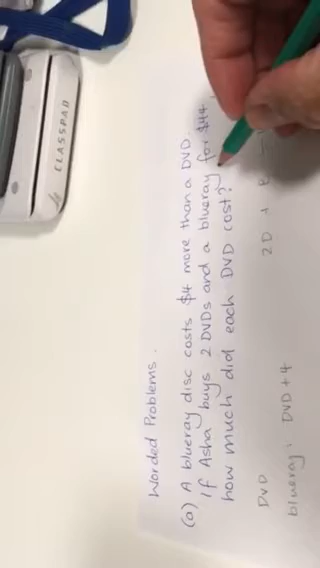 CLASSPAD
Worded Problems.
(a) A blueray disc costs $4 more than a DVD.
If Asha buys 2 DVDs and a blueray for $44,
how much did each DVD cost?
DVD
2D +
blueray: DVD + 4